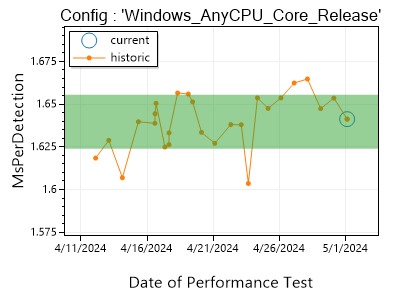 Config : 'Windows_AnyCPU_Core_Release'
current
historic
MsPerDetection
1.675
1.65
1.625
1.6
1.575
4/11/2024 4/16/2024 4/21/2024 4/26/2024 5/1/2024
Date of Performance Test